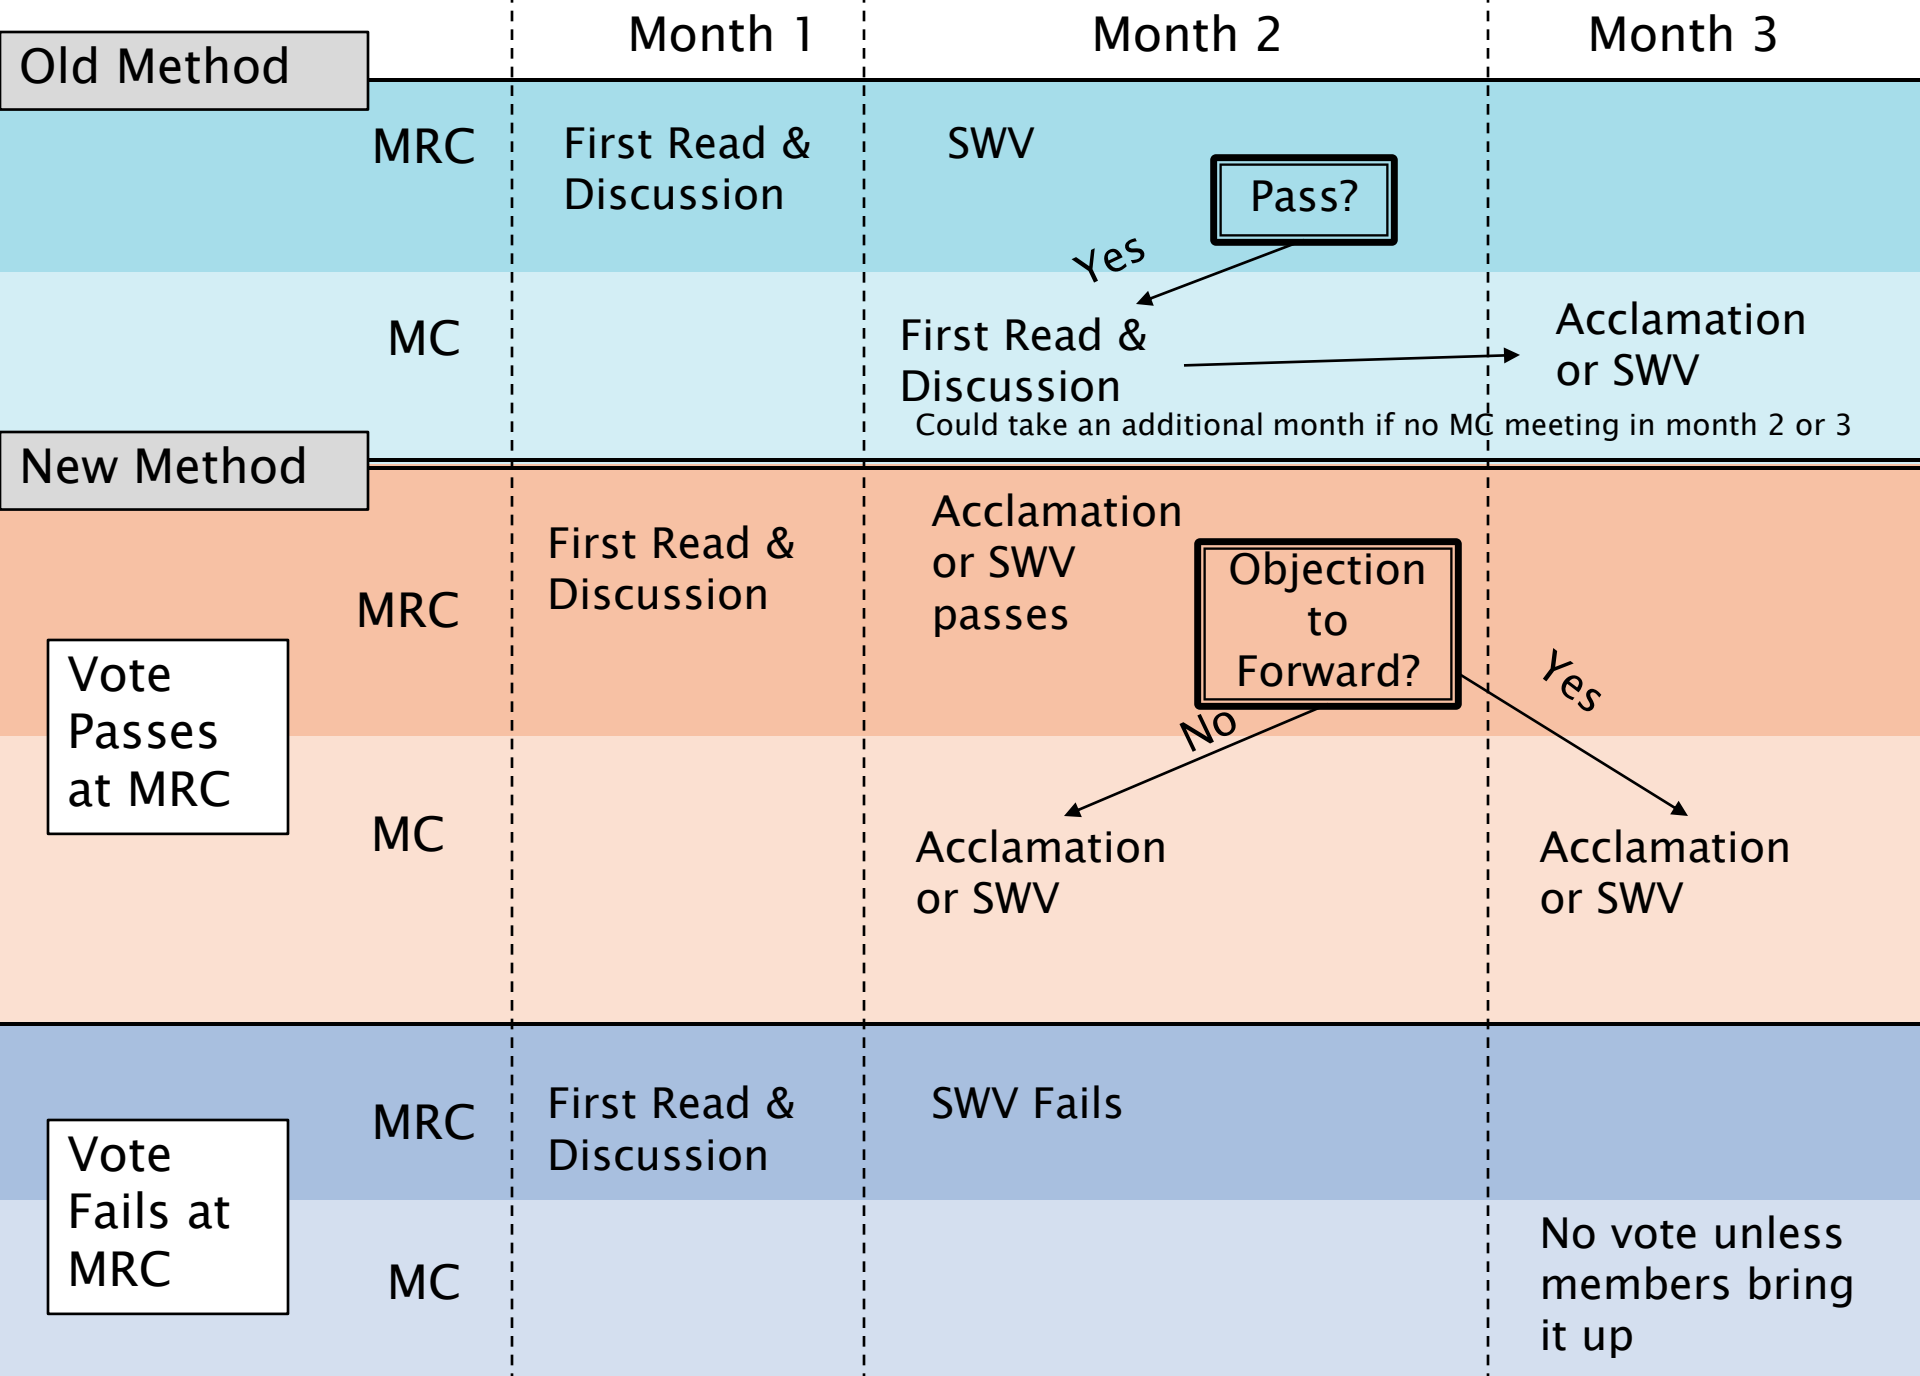 Month 1
Month 2
Month 3
Old Method
MRC
First Read &
Discussion
SWV
Pass?
Yes
MC
First Read &
Discussion
Acclamation
or SWV
Could take an additional month if no MC meeting in month 2 or 3
New Method
Vote
Passes
at MRC
MRC
First Read &
Discussion
Acclamation
or SWV
passes
Objection
to
Forward?
Yes
No
MC
Acclamation
or SWV
Acclamation
or SWV
Vote
Fails at
MRC
MRC
First Read &
Discussion
SWV Fails
MC
No vote unless
members bring
it up